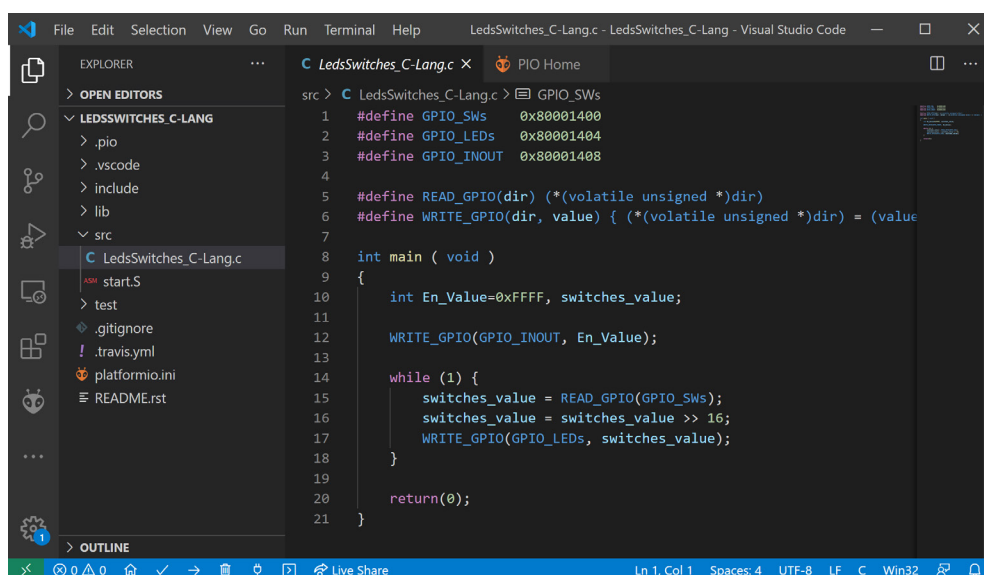 File Edit Selection View Go Run Terminal Help LedsSwitches_C-Lang.c - LedsSwitches_C-Lang - Visual Studio Code
EXPLORER
OPEN EDITORS
LEDSSWITCHES_C-LANG
.pio
.vscode
include
lib
src
C LedsSwitches_C-Lang.c
ASM start.S
test
.gitignore
! .travis.yml
platformio.ini
README.rst
OUTLINE
C LedsSwitches_C-Lang.c PIO Home
src > C LedsSwitches_C-Lang.c > GPIO_SWs
1 #define GPIO_SWs 0x80001400
2 #define GPIO_LEDs 0x80001404
3 #define GPIO_INOUT 0x80001408
4
5 #define READ_GPIO(dir) (*(volatile unsigned *)dir)
6 #define WRITE_GPIO(dir, value) { (*(volatile unsigned *)dir) = (value
7
8 int main ( void )
9 {
10 int En_Value=0xFFFF, switches_value;
11
12 WRITE_GPIO(GPIO_INOUT, En_Value);
13
14 while (1) {
15 switches_value = READ_GPIO(GPIO_SWs);
16 switches_value = switches_value >> 16;
17 WRITE_GPIO(GPIO_LEDs, switches_value);
18 }
19
20 return(0);
21 }
1
0 0 Live Share Ln 1, Col 1 Spaces: 4 UTF-8 LF C Win32